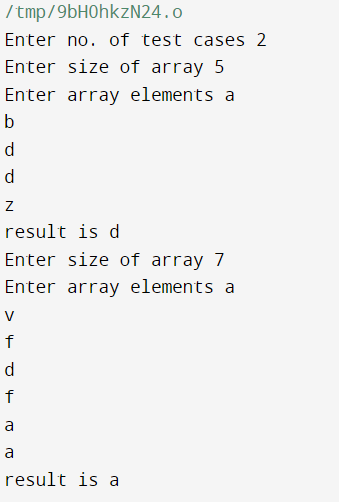 /tmp/9bHOhkzN24.o
Enter no. of test cases 2
Enter size of array 5
Enter array elements a
b
d
d
z
result is d
Enter size of array 7
Enter array elements a
v
f
d
f
a
a
result is a